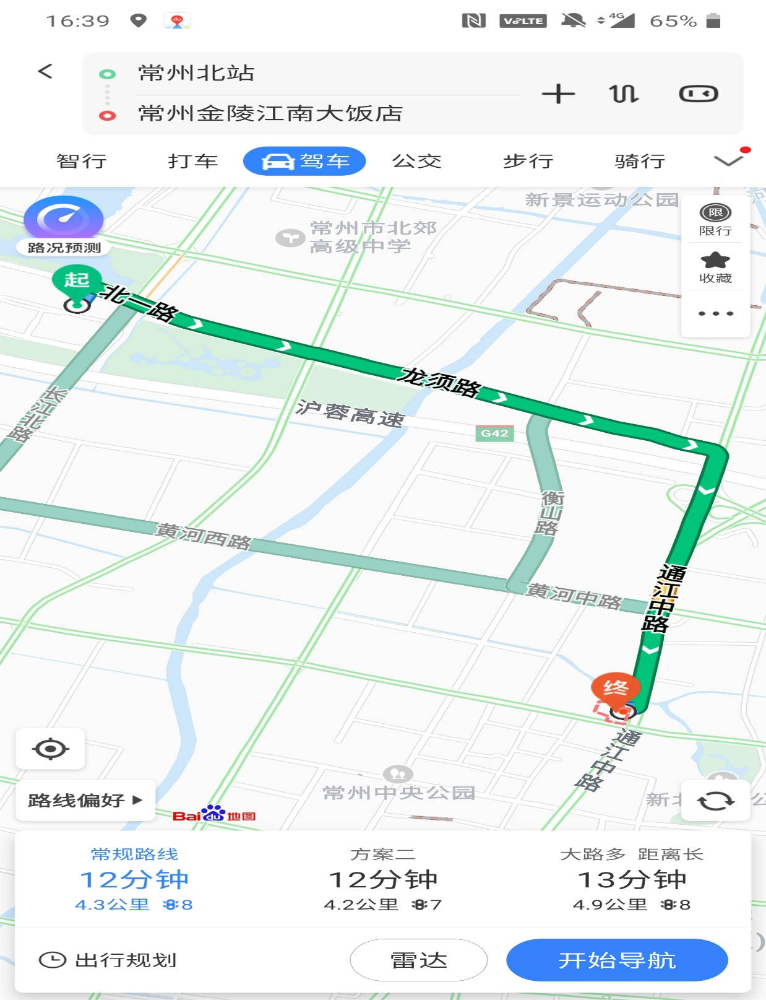 16:39
VoLTE
4G
65%
常州北站
常州金陵江南大饭店
智行
打车
驾车
公交
步行
骑行
新景运动公园
限
限行
收藏
路况预测
常州市北郊
高级中学
起
北一路
龙须路
沪蓉高速
G42
长江北路
衡山路
黄河西路
黄河中路
通江中路
终
通江中路
常州中央公园
新北
路线偏好
Bai du 地图
常规路线
12分钟
4.3公里 8
方案二
12分钟
4.2公里 7
大路多 距离长
13分钟
4.9公里 8
出行规划
雷达
开始导航